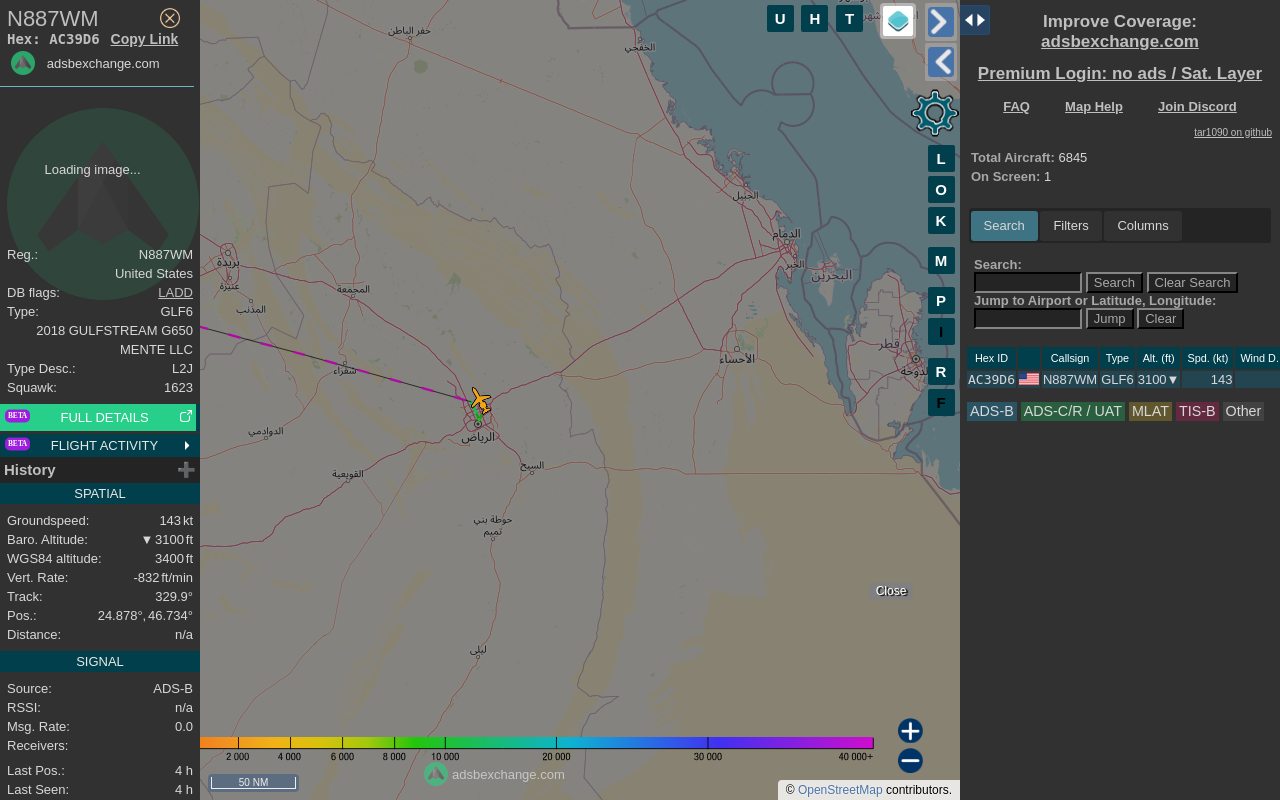 N887WM
Hex: AC39D6 Copy Link
adsbexchange.com
Loading image...
Reg.: N887WM
United States
DB flags: LADD
Type: GLF6
2018 GULFSTREAM G650
MENTE LLC
Type Desc.: L2J
Squawk: 1623
BETA FULL DETAILS
BETA FLIGHT ACTIVITY
History
SPATIAL
Groundspeed: 143 kt
Baro. Altitude: ▼ 3100 ft
WGS84 altitude: 3400 ft
Vert. Rate: -832 ft/min
Track: 329.9°
Pos.: 24.878°, 46.734°
Distance: n/a
SIGNAL
Source: ADS-B
RSSI: n/a
Msg. Rate: 0.0
Receivers:
Last Pos.: 4 h
Last Seen: 4 h
حفر الباطن
الخفجي
الجبيل
الدمام
الخبر
البحرين
بريدة
عنيزة
المذنب
المجمعة
شقراء
الأحساء
قطر
الدوحة
الدوادمي
الرياض
السيح
القويعية
حوطة بني
تميم
ليلى
U H T
L
O
K
M
P
I
R
F
Close
2 000 4 000 6 000 8 000 10 000 20 000 30 000 40 000+
adsbexchange.com
50 NM
© OpenStreetMap contributors.
Improve Coverage:
adsbexchange.com
Premium Login: no ads / Sat. Layer
FAQ Map Help Join Discord
tar1090 on github
Total Aircraft: 6845
On Screen: 1
Search Filters Columns
Search:
Search Clear Search
Jump to Airport or Latitude, Longitude:
Jump Clear
Hex ID Callsign Type Alt. (ft) Spd. (kt) Wind D.
AC39D6 N887WM GLF6 3100▼ 143
ADS-B ADS-C/R / UAT MLAT TIS-B Other